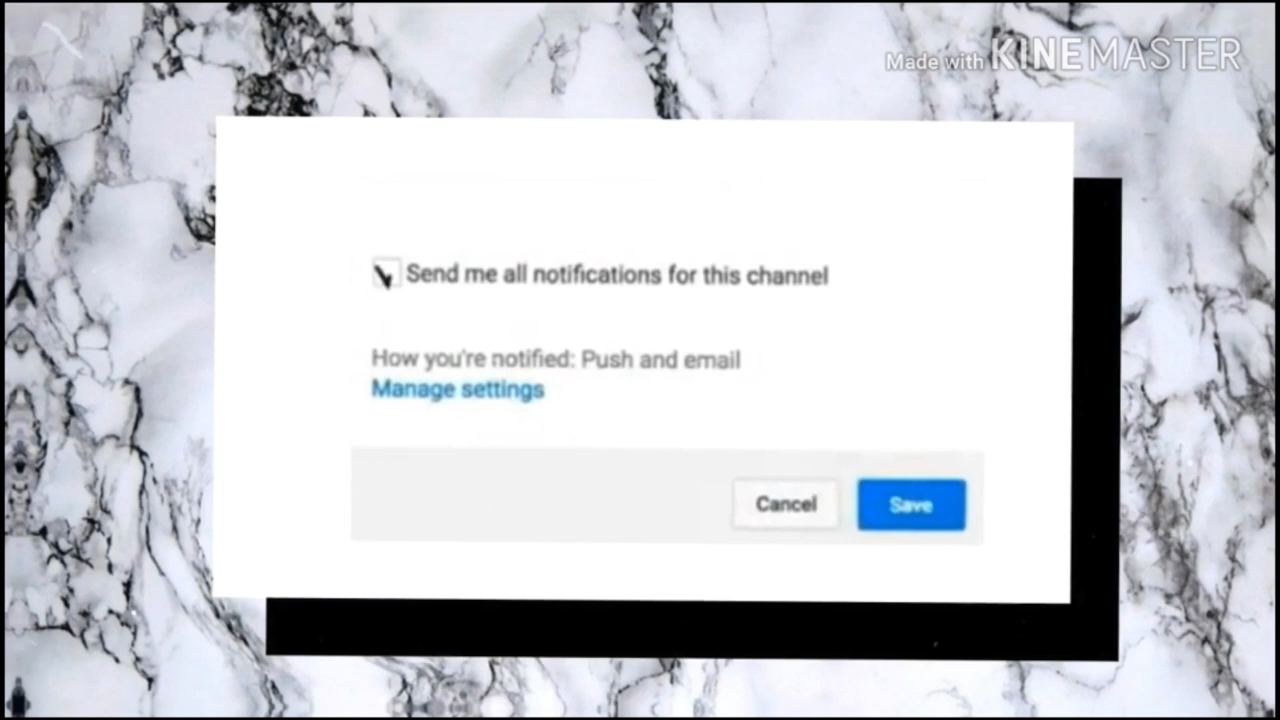 Made with KINEMASTER
Send me all notifications for this channel
How you're notified: Push and email
Manage settings
Cancel
Save